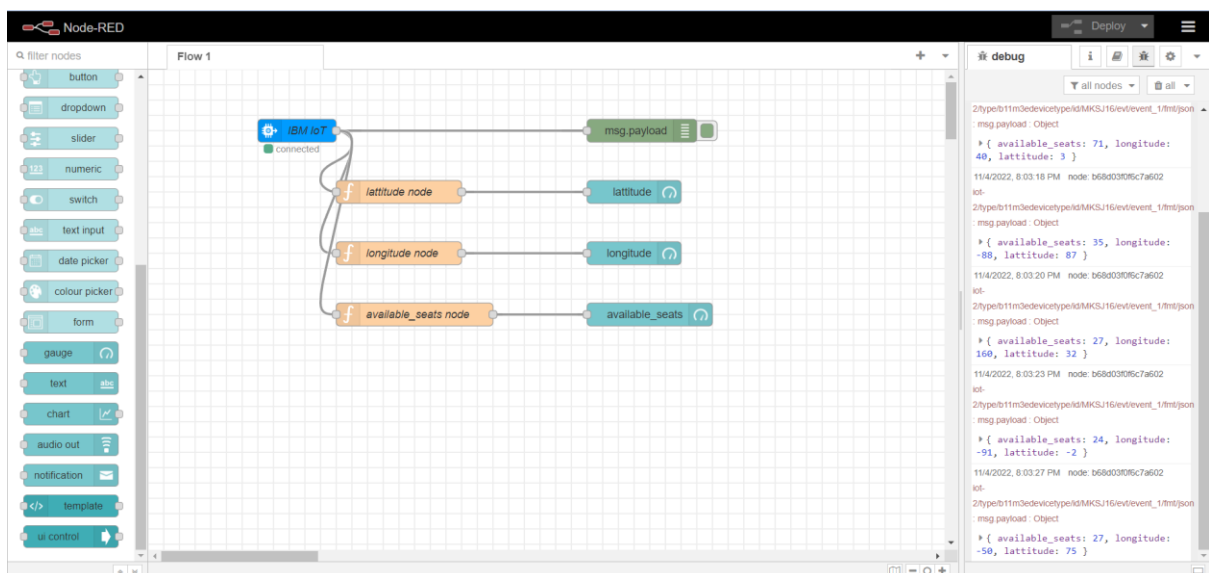 Node-RED
Deploy
filter nodes
button
dropdown
slider
123 numeric
switch
abc text input
date picker
colour picker
form
gauge
text abc
chart
audio out
notification
</> template
ui control
Flow 1
IBM IoT
connected
msg.payload
f lattitude node
lattitude
f longitude node
longitude
f available_seats node
available_seats
debug
i
all nodes
all
2/type/b11m3edevicetype/id/MKSJ16/evt/event_1/fmt/json
: msg.payload : Object
{ available_seats: 71, longitude:
40, lattitude: 3 }
11/4/2022, 8:03:18 PM node: b68d03f0f6c7a602
iot-
2/type/b11m3edevicetype/id/MKSJ16/evt/event_1/fmt/json
: msg.payload : Object
{ available_seats: 35, longitude:
-88, lattitude: 87 }
11/4/2022, 8:03:20 PM node: b68d03f0f6c7a602
iot-
2/type/b11m3edevicetype/id/MKSJ16/evt/event_1/fmt/json
: msg.payload : Object
{ available_seats: 27, longitude:
160, lattitude: 32 }
11/4/2022, 8:03:23 PM node: b68d03f0f6c7a602
iot-
2/type/b11m3edevicetype/id/MKSJ16/evt/event_1/fmt/json
: msg.payload : Object
{ available_seats: 24, longitude:
-91, lattitude: -2 }
11/4/2022, 8:03:27 PM node: b68d03f0f6c7a602
iot-
2/type/b11m3edevicetype/id/MKSJ16/evt/event_1/fmt/json
: msg.payload : Object
{ available_seats: 27, longitude:
-50, lattitude: 75 }